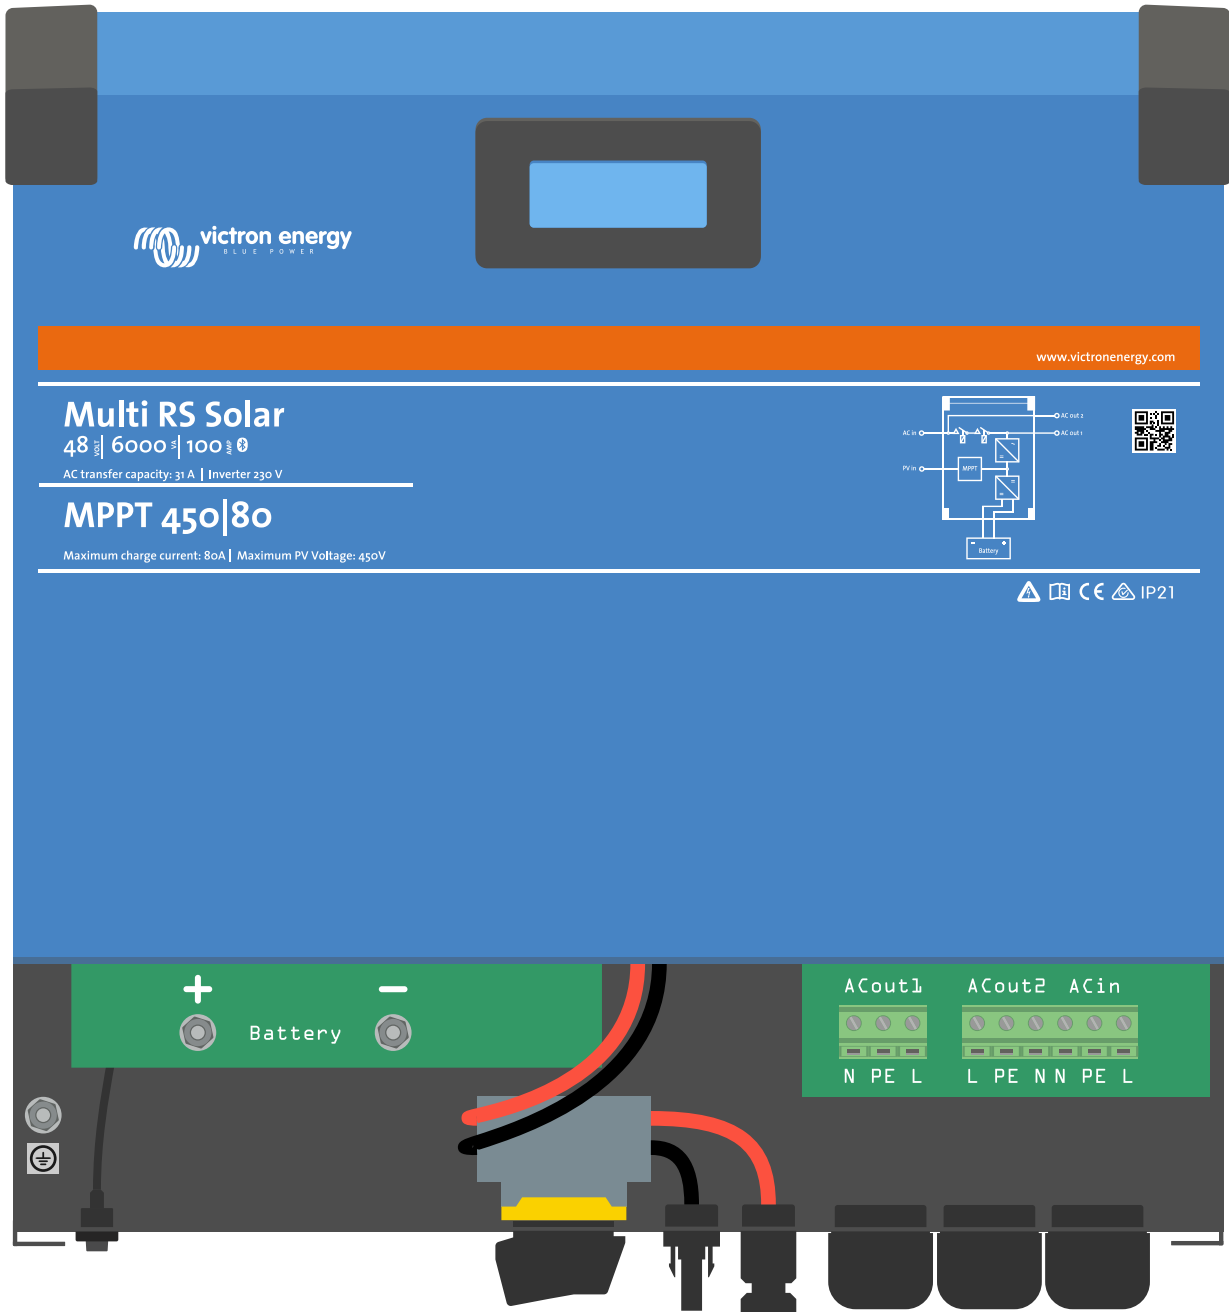 victron energy
BLUE POWER
www.victronenergy.com
Multi RS Solar
48 VOLT | 6000 VA | 100 AMP
AC transfer capacity: 31 A | Inverter 230 V
MPPT 450|80
Maximum charge current: 80A | Maximum PV Voltage: 450V
AC out 2
AC in
AC out 1
PV in
MPPT
- +
Battery
CE IP21
+ -
Battery
ACout1 ACout2 ACin
N PE L L PE N N PE L